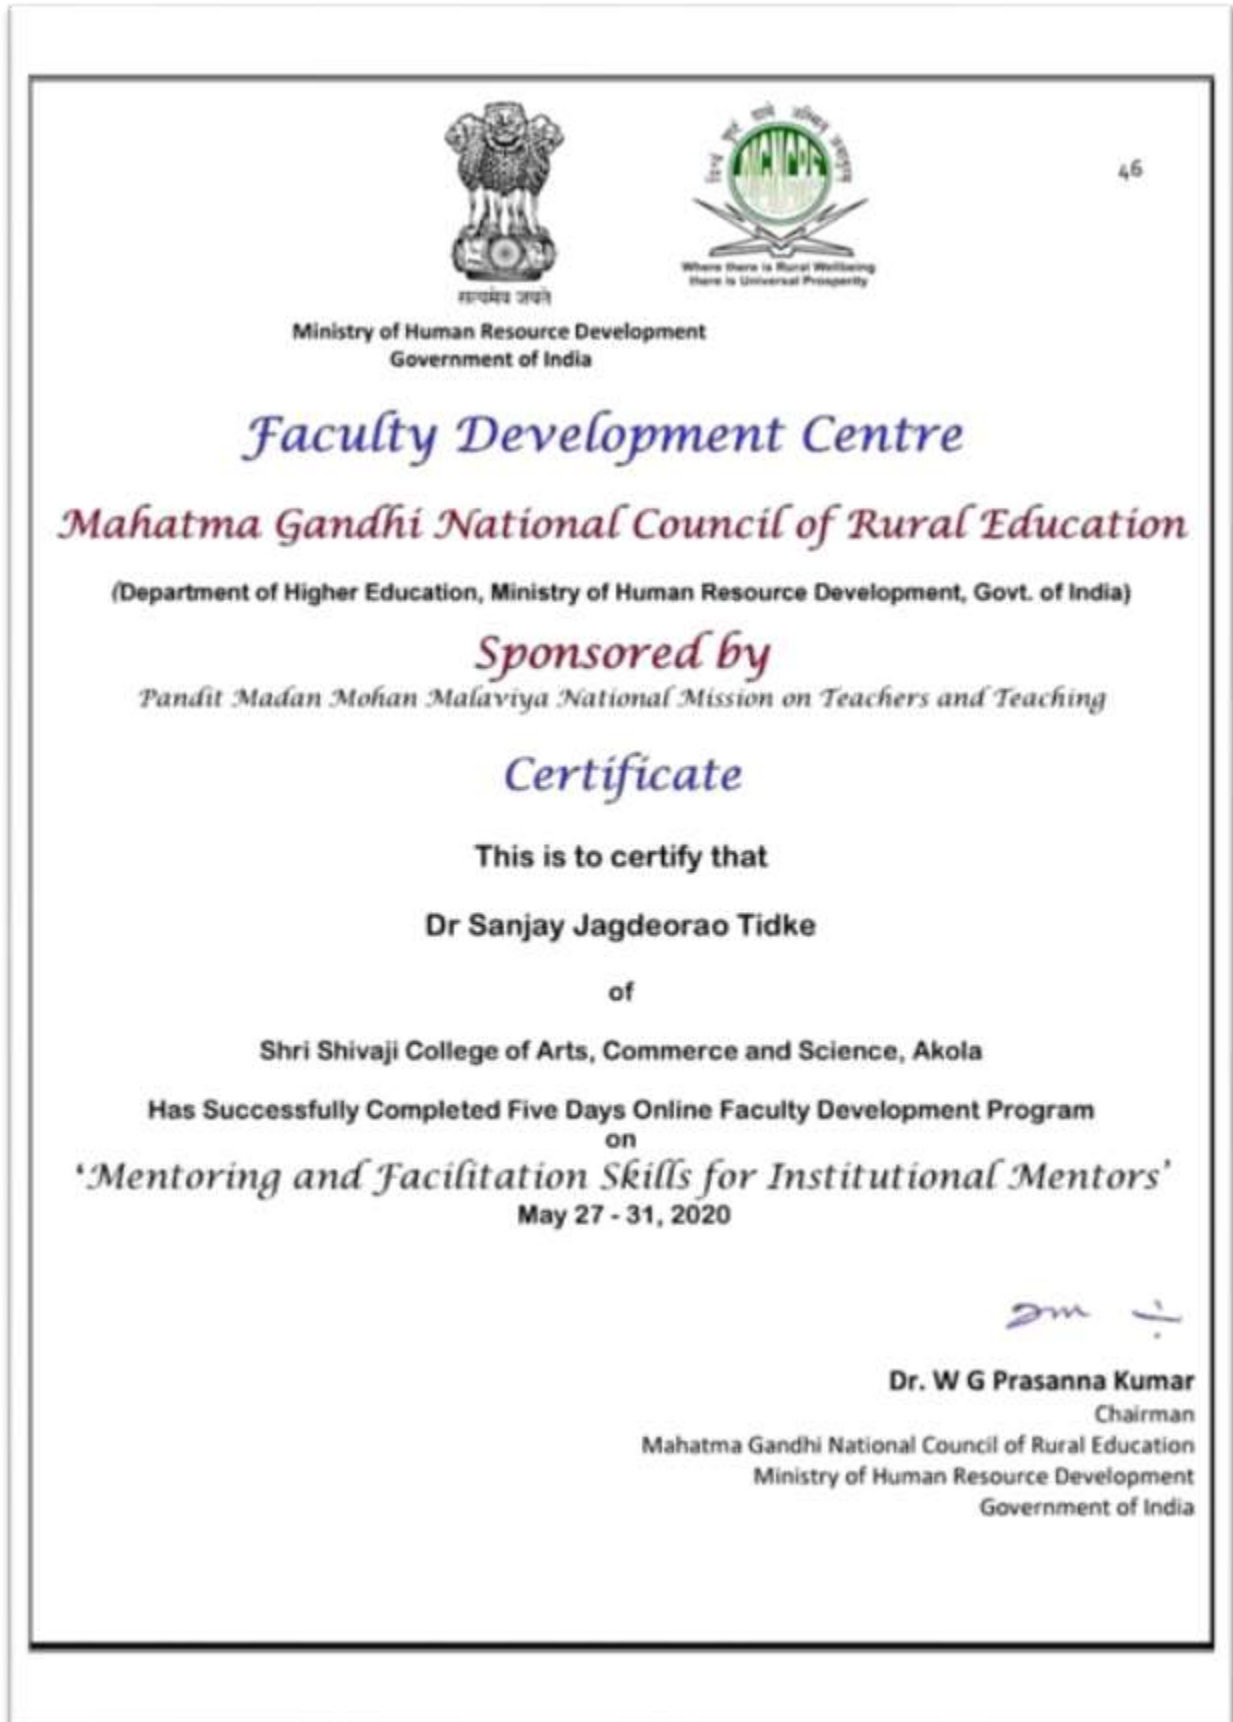 46
सत्यमेव जयते
Where there is Rural Wellbeing
there is Universal Prosperity
Ministry of Human Resource Development
Government of India
Faculty Development Centre
Mahatma Gandhi National Council of Rural Education
(Department of Higher Education, Ministry of Human Resource Development, Govt. of India)
Sponsored by
Pandit Madan Mohan Malaviya National Mission on Teachers and Teaching
Certificate
This is to certify that
Dr Sanjay Jagdeorao Tidke
of
Shri Shivaji College of Arts, Commerce and Science, Akola
Has Successfully Completed Five Days Online Faculty Development Program
on
‘Mentoring and Facilitation Skills for Institutional Mentors’
May 27 - 31, 2020
Dr. W G Prasanna Kumar
Chairman
Mahatma Gandhi National Council of Rural Education
Ministry of Human Resource Development
Government of India